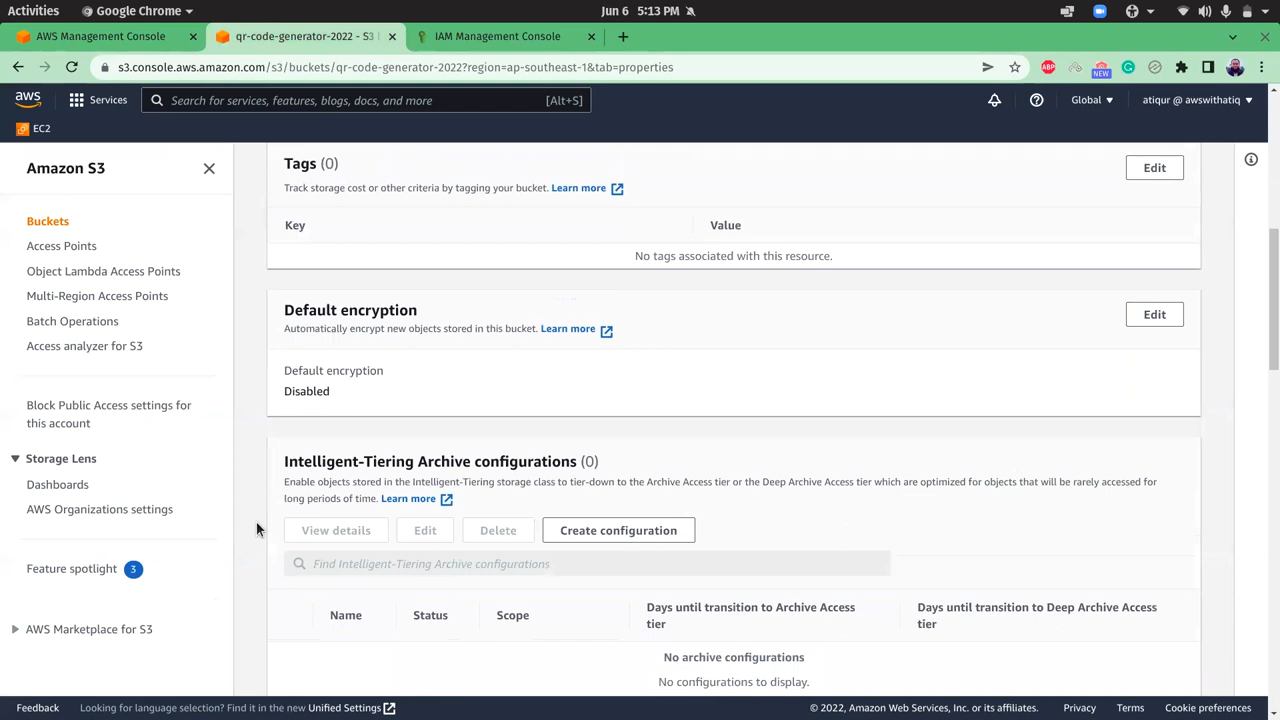 Activities
Google Chrome
Jun 6 5:13 PM
AWS Management Console
qr-code-generator-2022 - S3
IAM Management Console
s3.console.aws.amazon.com/s3/buckets/qr-code-generator-2022?region=ap-southeast-1&tab=properties
ABP
NEW
aws
Services
Search for services, features, blogs, docs, and more
[Alt+S]
Global
atiqur @ awswithatiq
EC2
Amazon S3
Buckets
Access Points
Object Lambda Access Points
Multi-Region Access Points
Batch Operations
Access analyzer for S3
Block Public Access settings for
this account
Storage Lens
Dashboards
AWS Organizations settings
Feature spotlight 3
AWS Marketplace for S3
Tags (0)
Edit
Track storage cost or other criteria by tagging your bucket. Learn more
Key
Value
No tags associated with this resource.
Default encryption
Edit
Automatically encrypt new objects stored in this bucket. Learn more
Default encryption
Disabled
Intelligent-Tiering Archive configurations (0)
Enable objects stored in the Intelligent-Tiering storage class to tier-down to the Archive Access tier or the Deep Archive Access tier which are optimized for objects that will be rarely accessed for
long periods of time. Learn more
View details
Edit
Delete
Create configuration
Find Intelligent-Tiering Archive configurations
Name
Status
Scope
Days until transition to Archive Access
tier
Days until transition to Deep Archive Access
tier
No archive configurations
No configurations to display.
Feedback
Looking for language selection? Find it in the new Unified Settings
© 2022, Amazon Web Services, Inc. or its affiliates.
Privacy
Terms
Cookie preferences